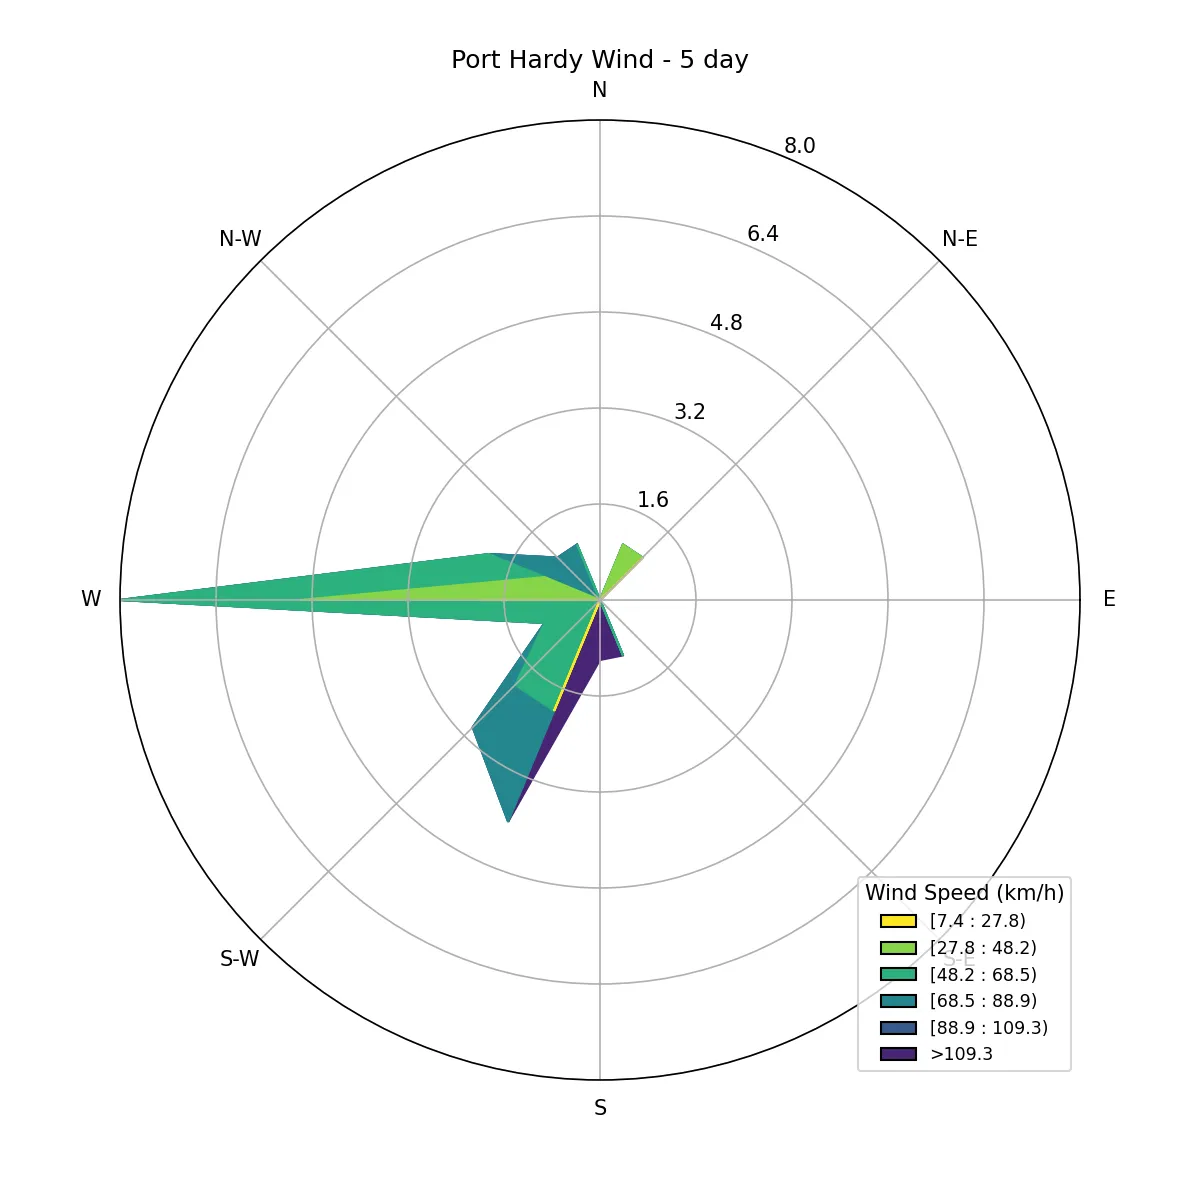 Port Hardy Wind - 5 day
N
8.0
6.4
N-W
N-E
4.8
3.2
1.6
W
E
Wind Speed (km/h)
[7.4 : 27.8)
[27.8 : 48.2)
S-W
S-E
[48.2 : 68.5)
[68.5 : 88.9)
[88.9 : 109.3)
>109.3
S